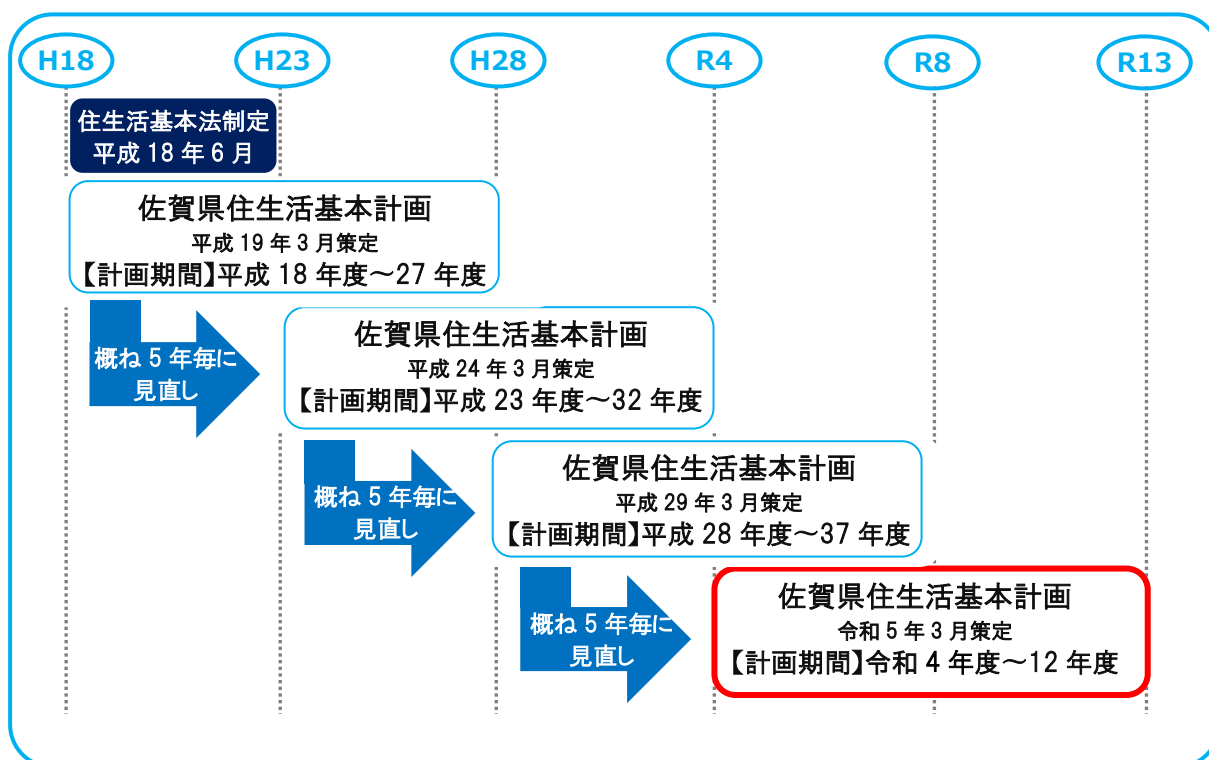 H18 H23 H28 R4 R8 R13
住生活基本法制定
平成 18 年 6 月
佐賀県住生活基本計画
平成 19 年 3 月策定
【計画期間】平成 18 年度～27 年度
概ね 5 年毎に
見直し
佐賀県住生活基本計画
平成 24 年 3 月策定
【計画期間】平成 23 年度～32 年度
概ね 5 年毎に
見直し
佐賀県住生活基本計画
平成 29 年 3 月策定
【計画期間】平成 28 年度～37 年度
概ね 5 年毎に
見直し
佐賀県住生活基本計画
令和 5 年 3 月策定
【計画期間】令和 4 年度～12 年度